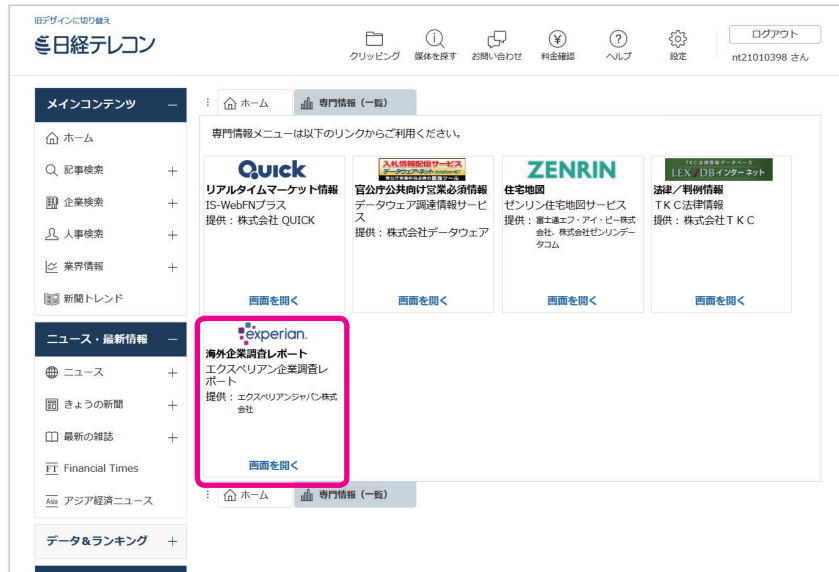 旧デザインに切り替え
日経テレコン
クリッピング
媒体を探す
お問い合わせ
料金確認
ヘルプ
設定
ログアウト
nt21010398 さん
メインコンテンツ
ホーム
記事検索
企業検索
人事検索
業界情報
新聞トレンド
ニュース・最新情報
ニュース
きょうの新聞
最新の雑誌
FT Financial Times
Asia アジア経済ニュース
データ&ランキング
ホーム
専門情報(一覧)
専門情報メニューは以下のリンクからご利用ください。
QUICK
リアルタイムマーケット情報
IS-WebFNプラス
提供:株式会社 QUICK
画面を開く
入札情報配信サービス
官公庁公共向け営業必須情報
データウェア調達情報サービ
ス
提供:株式会社データウェア
画面を開く
ZENRIN
住宅地図
ゼンリン住宅地図サービス
提供:富士通エフ・アイ・ピー株式
会社、株式会社ゼンリンデー
タコム
画面を開く
TKC法律情報データベース
LEX/DBインターネット
法律/判例情報
TKC法律情報
提供:株式会社TKC
画面を開く
experian.
海外企業調査レポート
エクスペリアン企業調査レ
ポート
提供:エクスペリアンジャパン株式
会社
画面を開く
ホーム
専門情報(一覧)